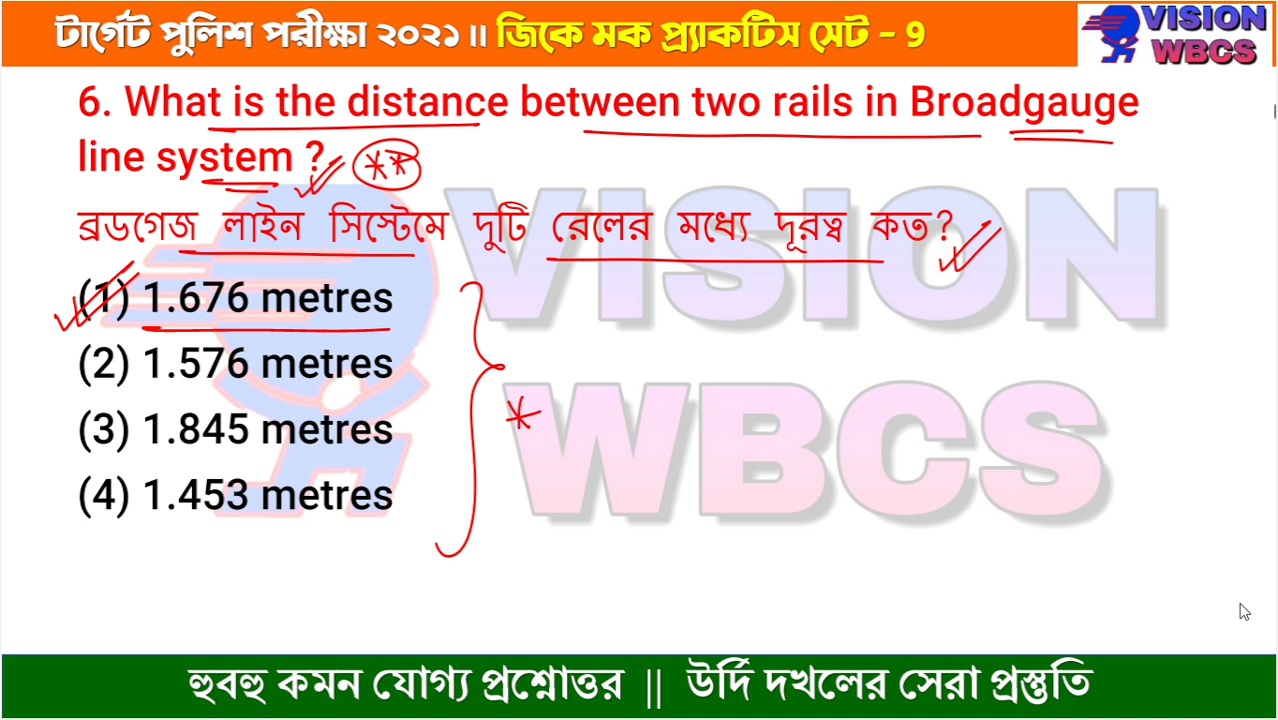 টার্গেট পুলিশ পরীক্ষা ২০২১ ॥ জিকে মক প্র্যাকটিস সেট - 9
VISION
WBCS
6. What is the distance between two rails in Broadgauge
line system ?
ব্রডগেজ লাইন সিস্টেমে দুটি রেলের মধ্যে দূরত্ব কত?
(1) 1.676 metres
(2) 1.576 metres
(3) 1.845 metres
(4) 1.453 metres
VISION
WBCS
হুবহু কমন যোগ্য প্রশ্নোত্তর || উর্দি দখলের সেরা প্রস্তুতি